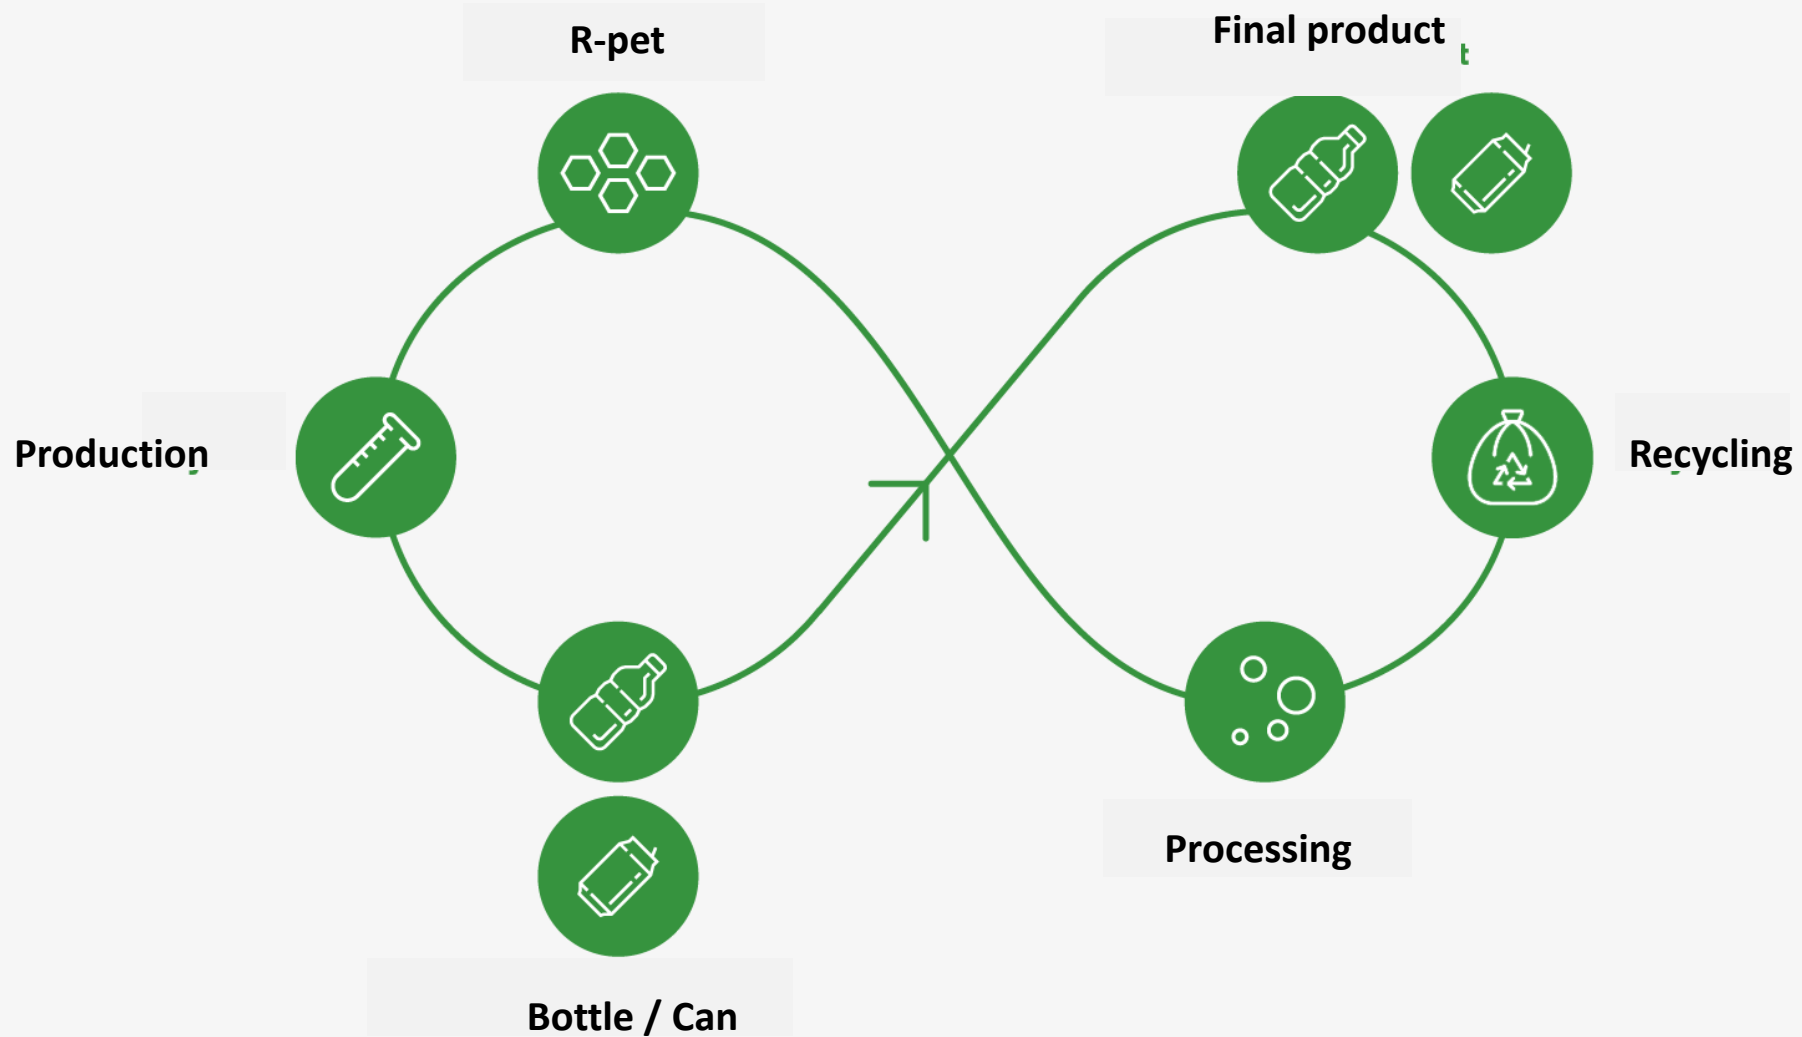 R-pet
Final product
t
Production
Recycling
Processing
Bottle / Can